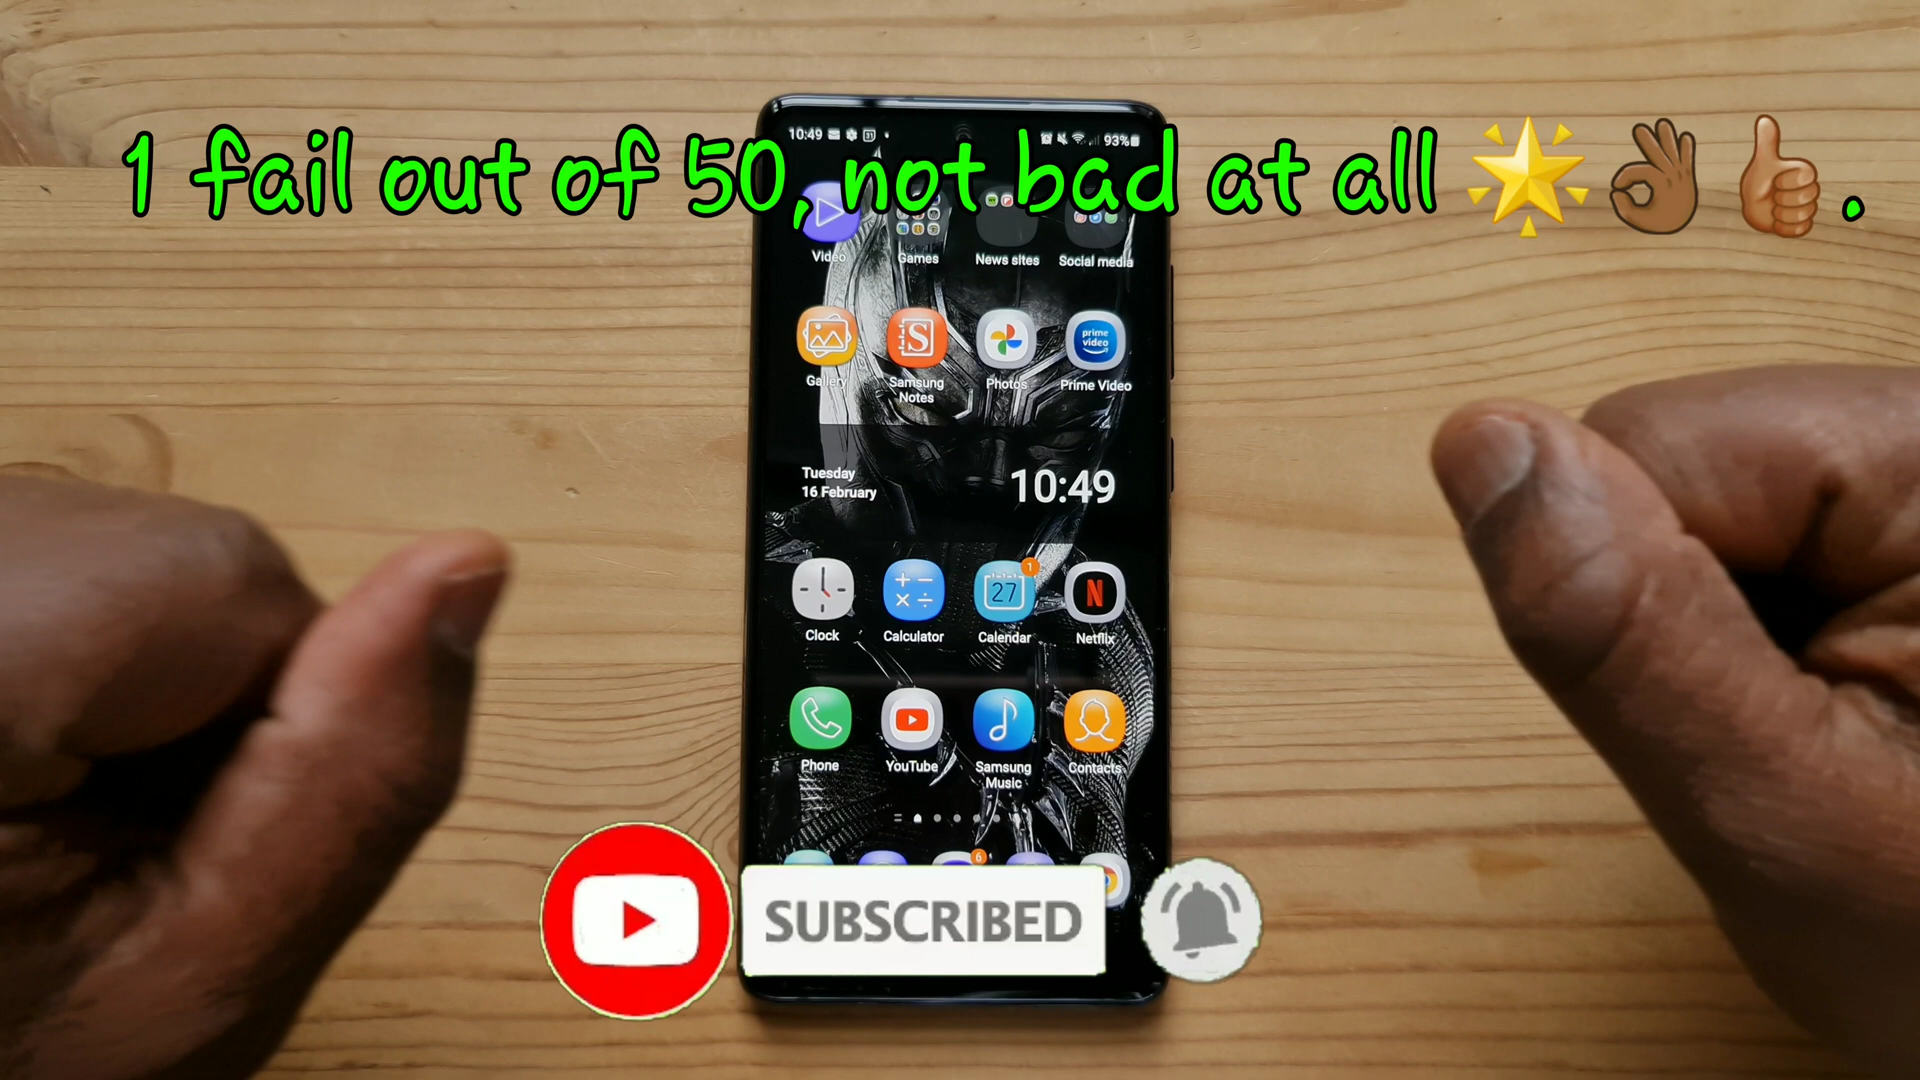 10:49
93%
1 fail out of 50, not bad at all 🌟👌🏾👍🏽.
Video
Games
News sites
Social media
prime video
Gallery
Samsung Notes
Photos
Prime Video
Tuesday
16 February
10:49
1
27
Clock
Calculator
Calendar
Netflix
Phone
YouTube
Samsung Music
Contacts
6
SUBSCRIBED